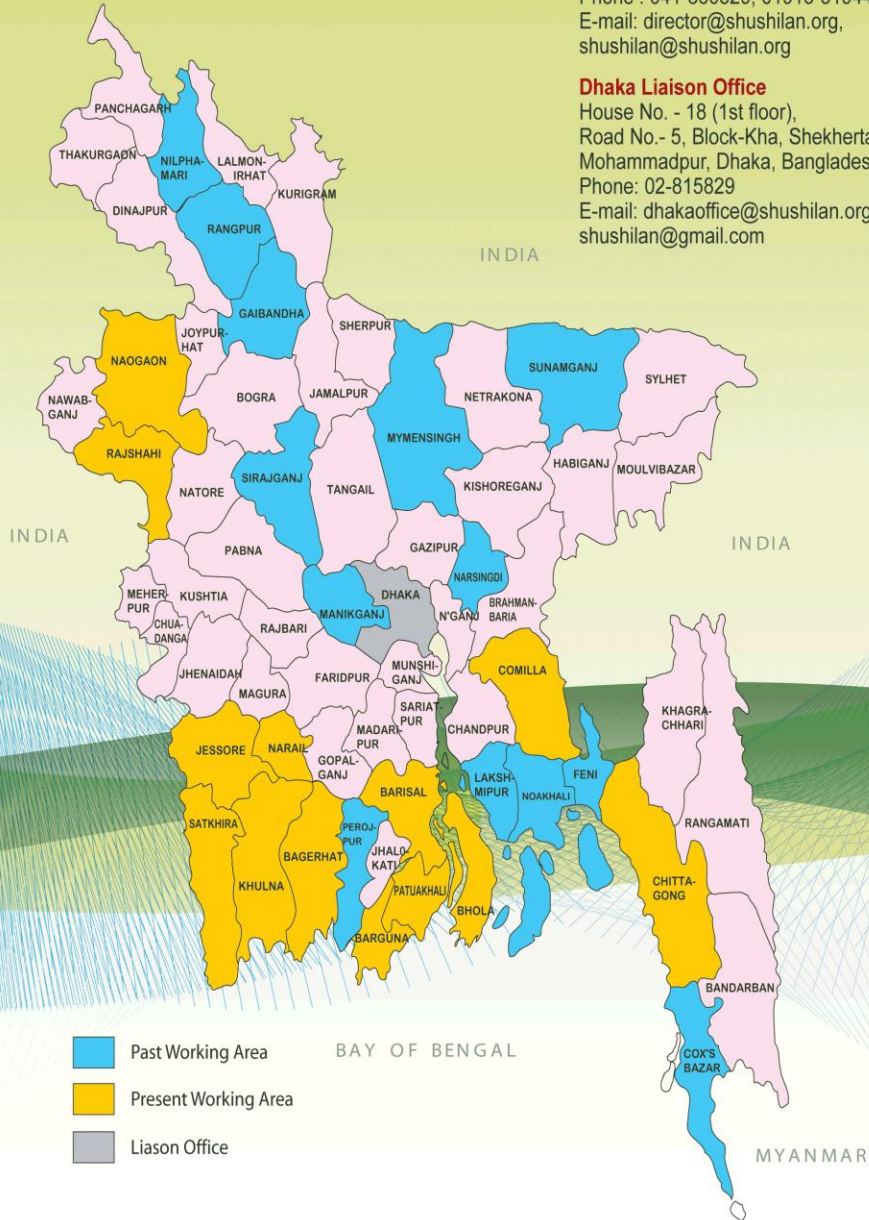 E-mail: director@shushilan.org,
shushilan@shushilan.org
Dhaka Liaison Office
House No. - 18 (1st floor),
Road No.- 5, Block-Kha, Shekherta
Mohammadpur, Dhaka, Banglades
Phone: 02-815829
E-mail: dhakaoffice@shushilan.org
shushilan@gmail.com
PANCHAGARH
THAKURGAON
NILPHA-
MARI
LALMON-
IRHAT
KURIGRAM
DINAJPUR
RANGPUR
INDIA
GAIBANDHA
JOYPUR-
HAT
SHERPUR
NAOGAON
SUNAMGANJ
SYLHET
NAWAB-
GANJ
BOGRA
JAMALPUR
NETRAKONA
MYMENSINGH
RAJSHAHI
SIRAJGANJ
NATORE
TANGAIL
KISHOREGANJ
HABIGANJ
MOULVIBAZAR
INDIA
PABNA
GAZIPUR
INDIA
NARSINGDI
MEHER-
PUR
KUSHTIA
DHAKA
MANIKGANJ
N'GANJ
BRAHMAN-
BARIA
CHUA-
DANGA
RAJBARI
JHENAIDAH
MAGURA
FARIDPUR
MUNSHI-
GANJ
COMILLA
SARIAT-
PUR
MADARI-
PUR
CHANDPUR
KHAGRA-
CHHARI
JESSORE
NARAIL
GOPAL-
GANJ
BARISAL
LAKSH-
MIPUR
NOAKHALI
FENI
SATKHIRA
PEROJ-
PUR
RANGAMATI
KHULNA
BAGERHAT
JHALO-
KATI
PATUAKHALI
BHOLA
CHITTA-
GONG
BARGUNA
BANDARBAN
Past Working Area
BAY OF BENGAL
COX'S
BAZAR
Present Working Area
Liason Office
MYANMAR